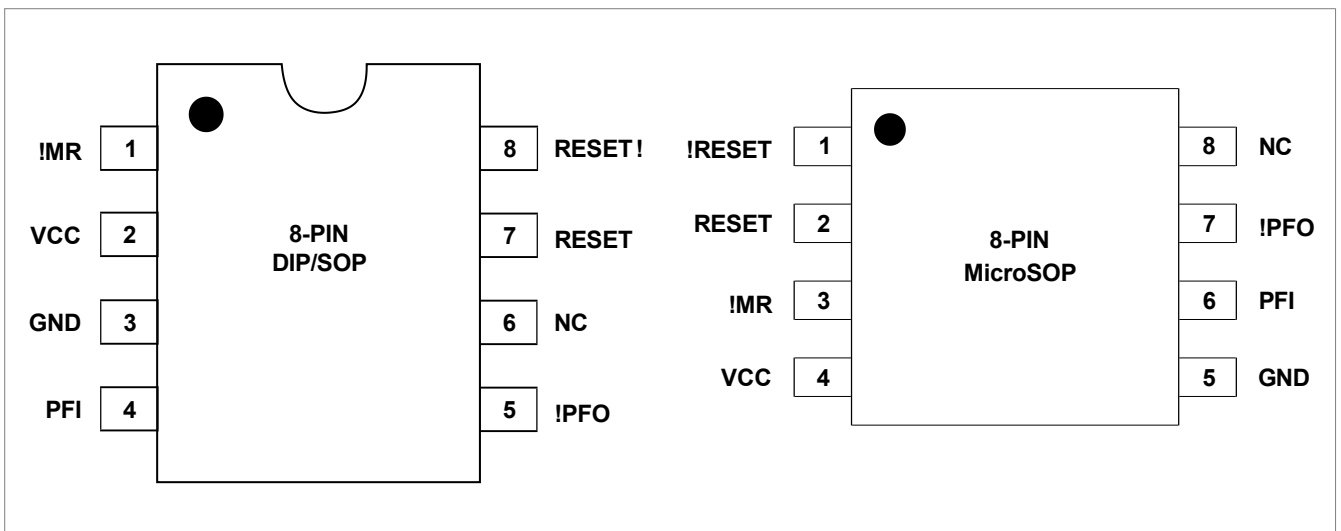 !MR 1
VCC 2
GND 3
PFI 4
8-PIN
DIP/SOP
8 RESET!
7 RESET
6 NC
5 !PFO
!RESET 1
RESET 2
!MR 3
VCC 4
8-PIN
MicroSOP
8 NC
7 !PFO
6 PFI
5 GND